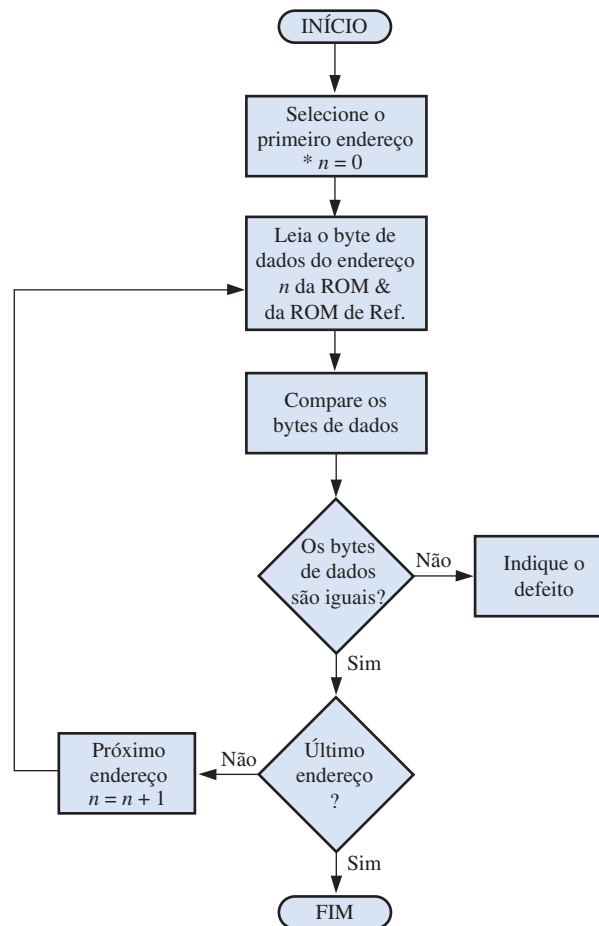 INÍCIO
Selecione o
primeiro endereço
* n = 0
Leia o byte de
dados do endereço
n da ROM &
da ROM de Ref.
Compare os
bytes de dados
Os bytes
de dados
são iguais?
Não
Indique o
defeito
Sim
Último
endereço
?
Não
Próximo
endereço
n = n + 1
Sim
FIM